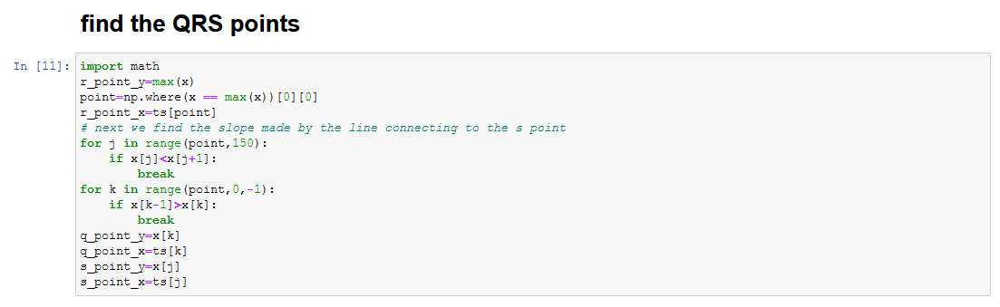 find the QRS points
In [11]: import math
r_point_y=max(x)
point=np.where(x == max(x))[0][0]
r_point_x=ts[point]
# next we find the slope made by the line connecting to the s point
for j in range(point,150):
    if x[j]<x[j+1]:
        break
for k in range(point,0,-1):
    if x[k-1]>x[k]:
        break
q_point_y=x[k]
q_point_x=ts[k]
s_point_y=x[j]
s_point_x=ts[j]